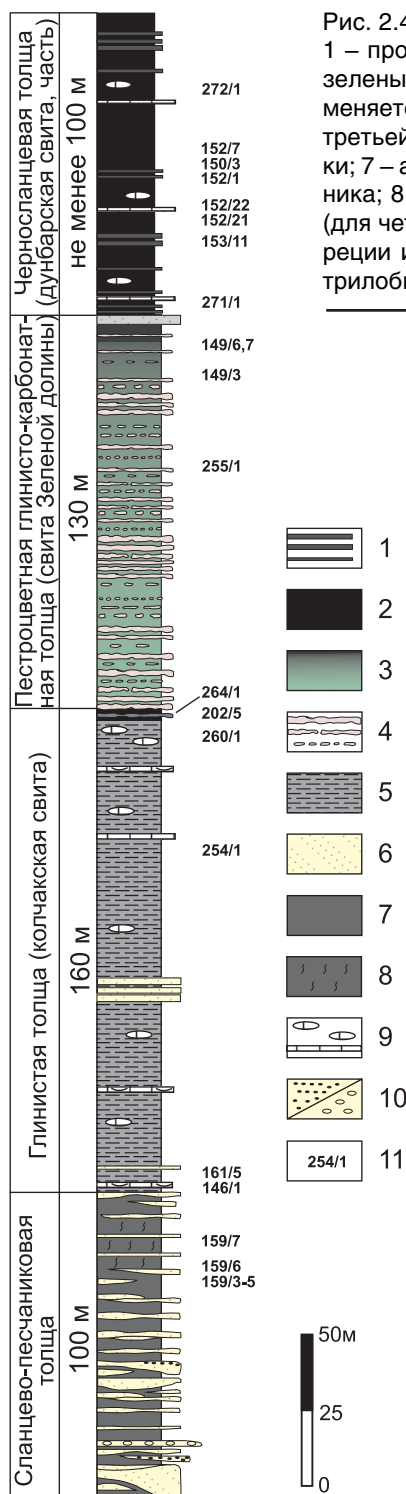 Рис. 2.4
1 – про
зелены
меняетс
третьей
ки; 7 – а
ника; 8
(для чет
реции и
трилоби
Черносланцевая толща
(дунбарская свита, часть)
не менее 100 м
272/1
152/7
150/3
152/1
152/22
152/21
153/11
271/1
Пестроцветная глинисто-карбонат-
ная толща (свита Зеленой долины)
130 м
149/6,7
149/3
255/1
264/1
202/5
Глинистая толща (колчакская свита)
160 м
260/1
254/1
161/5
146/1
Сланцево-песчаниковая
толща
100 м
159/7
159/6
159/3-5
1
2
3
4
5
6
7
8
9
10
254/1 11
50м
25
0